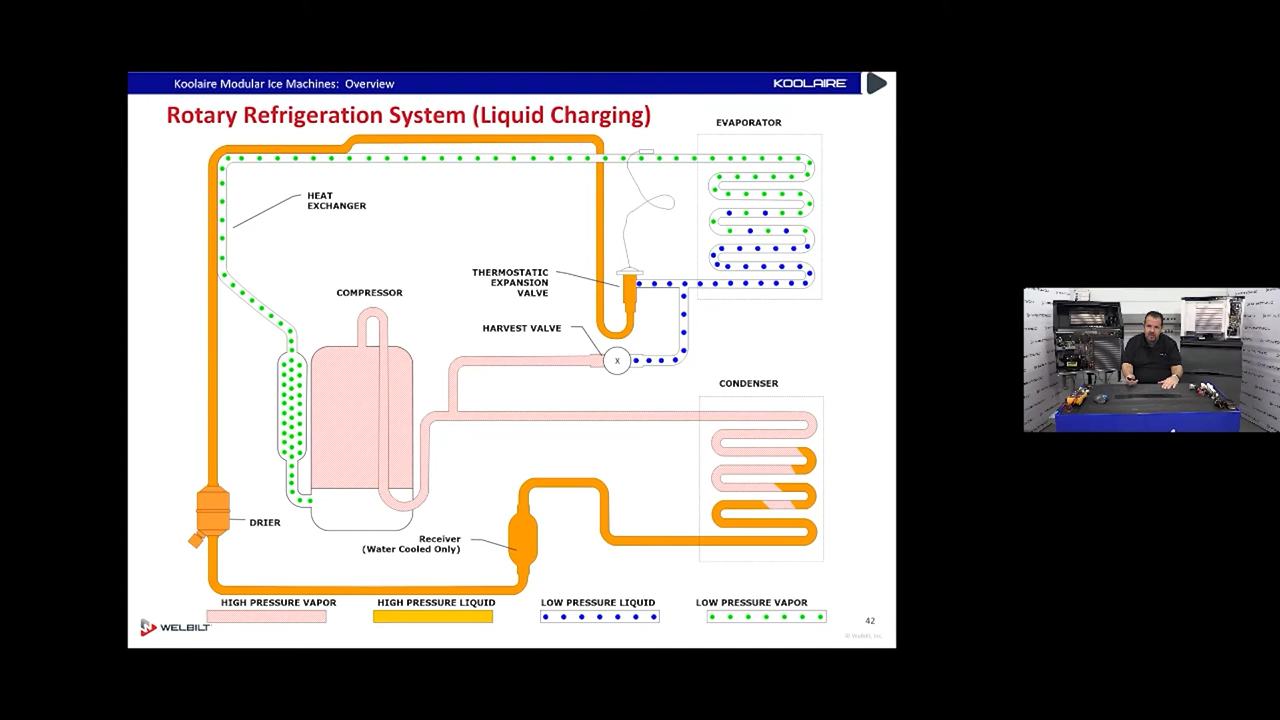 Koolaire Modular Ice Machines: Overview
KOOLAIRE
Rotary Refrigeration System (Liquid Charging)
EVAPORATOR
HEAT
EXCHANGER
THERMOSTATIC
EXPANSION
VALVE
COMPRESSOR
HARVEST VALVE
X
CONDENSER
DRIER
Receiver
(Water Cooled Only)
HIGH PRESSURE VAPOR
HIGH PRESSURE LIQUID
LOW PRESSURE LIQUID
LOW PRESSURE VAPOR
WELBILT
42
© Welbilt, Inc.